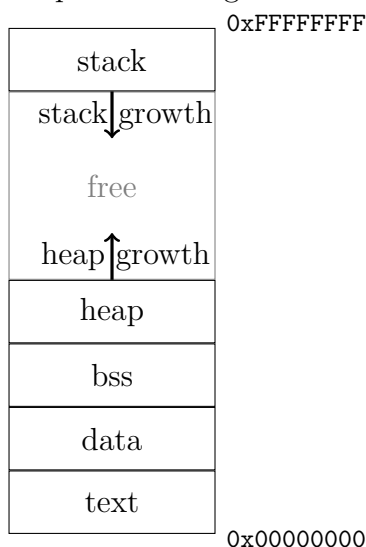 0xFFFFFFFF
stack
stack growth
free
heap growth
heap
bss
data
text
0x00000000